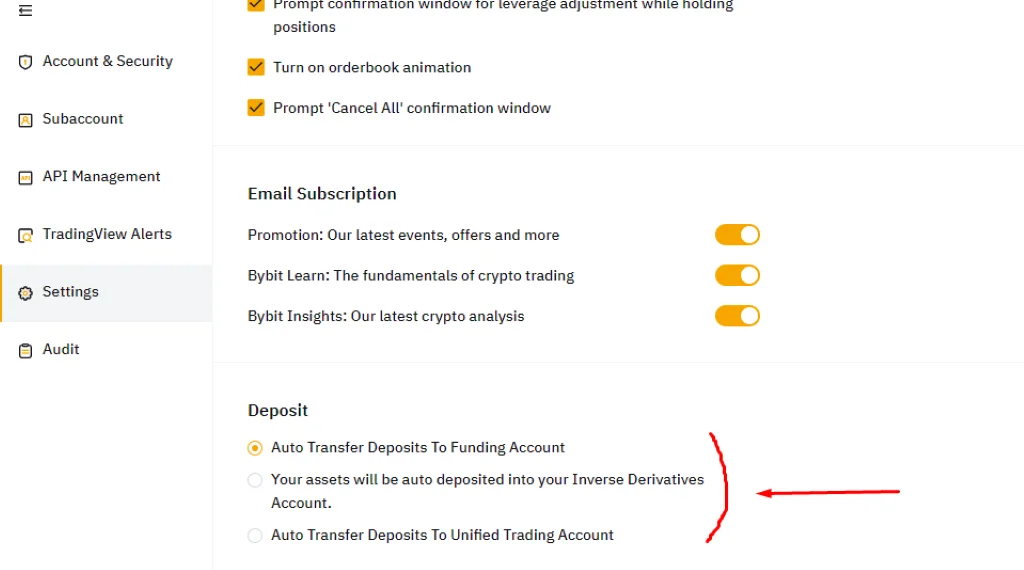 Prompt confirmation window for leverage adjustment while holding
positions
Account & Security
Turn on orderbook animation
Subaccount
Prompt 'Cancel All' confirmation window
API Management
Email Subscription
TradingView Alerts
Promotion: Our latest events, offers and more
Bybit Learn: The fundamentals of crypto trading
Settings
Bybit Insights: Our latest crypto analysis
Audit
Deposit
Auto Transfer Deposits To Funding Account
Your assets will be auto deposited into your Inverse Derivatives
Account.
Auto Transfer Deposits To Unified Trading Account